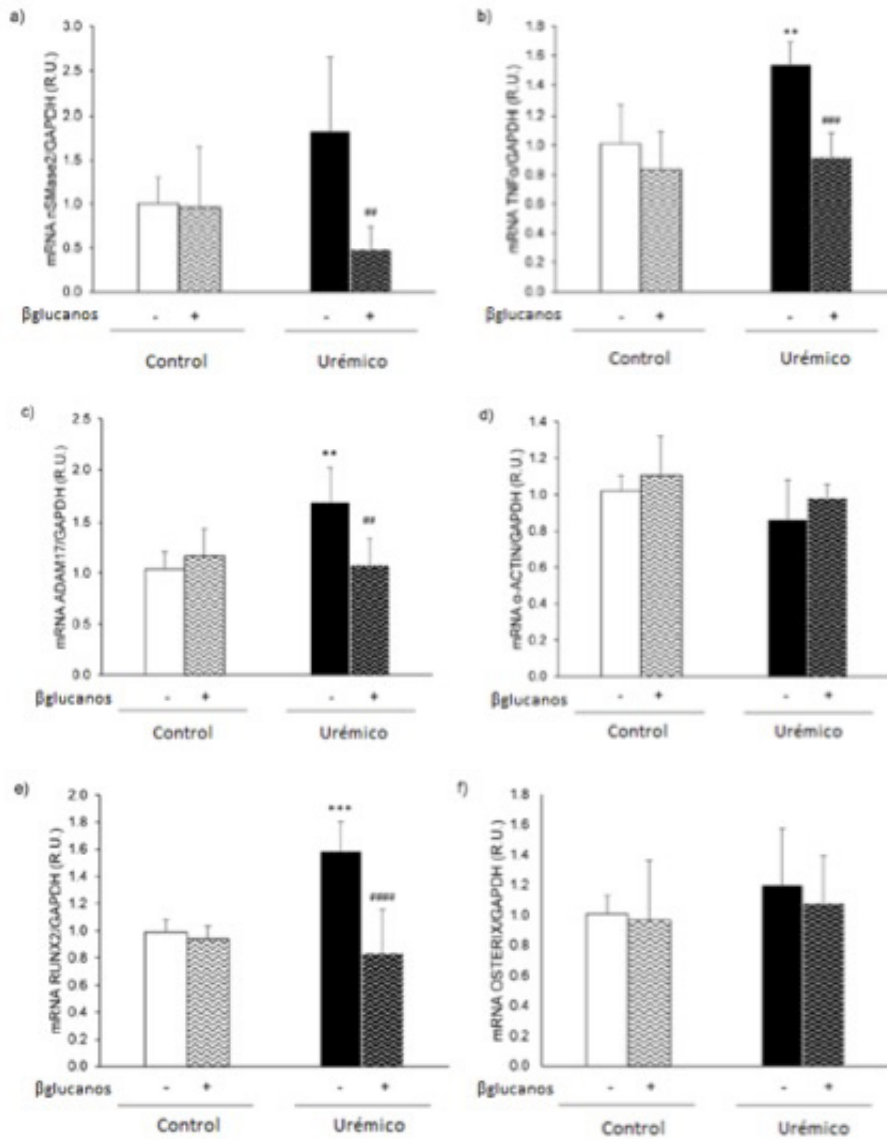 a)
mRNA nSMase2/GAPDH (R.U.)
3.0
2.5
2.0
1.5
1.0
0.5
0.0
##
βglucanos - + - +
Control Urémico
b)
mRNA TNFα/GAPDH (R.U.)
1.8
1.6
1.4
1.2
1.0
0.8
0.6
0.4
0.2
0.0
**
###
βglucanos - + - +
Control Urémico
c)
mRNA ADAM17/GAPDH (R.U.)
2.5
2.0
1.5
1.0
0.5
0.0
**
##
βglucanos - + - +
Control Urémico
d)
mRNA α-ACTIN/GAPDH (R.U.)
1.4
1.2
1.0
0.8
0.6
0.4
0.2
0.0
βglucanos - + - +
Control Urémico
e)
mRNA RUNX2/GAPDH (R.U.)
2.0
1.8
1.6
1.4
1.2
1.0
0.8
0.6
0.4
0.2
0.0
***
####
βglucanos - + - +
Control Urémico
f)
mRNA OSTERIX/GAPDH (R.U.)
1.8
1.6
1.4
1.2
1.0
0.8
0.6
0.4
0.2
0.0
βglucanos - + - +
Control Urémico